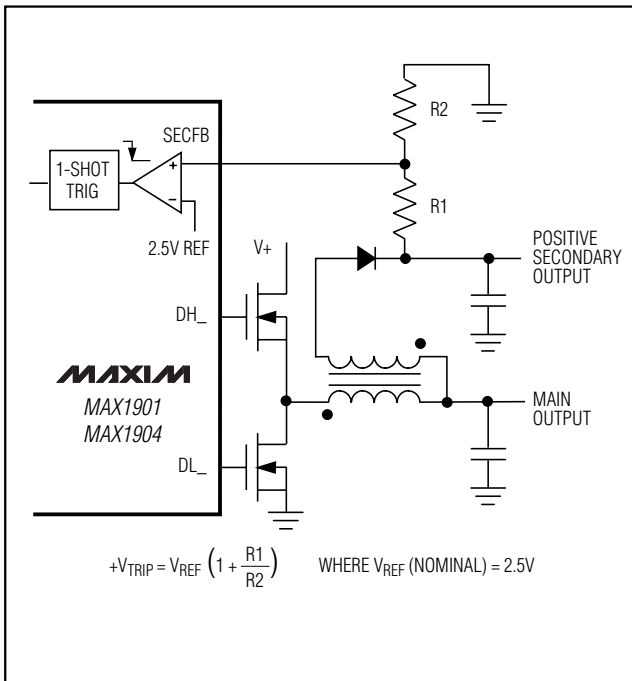 R2
SECFB
1-SHOT
TRIG
+
−
R1
2.5V REF
V+
POSITIVE
SECONDARY
OUTPUT
DH_
MAXIM
MAX1901
MAX1904
MAIN
OUTPUT
DL_
+VTRIP = VREF (1 + R1/R2) WHERE VREF (NOMINAL) = 2.5V